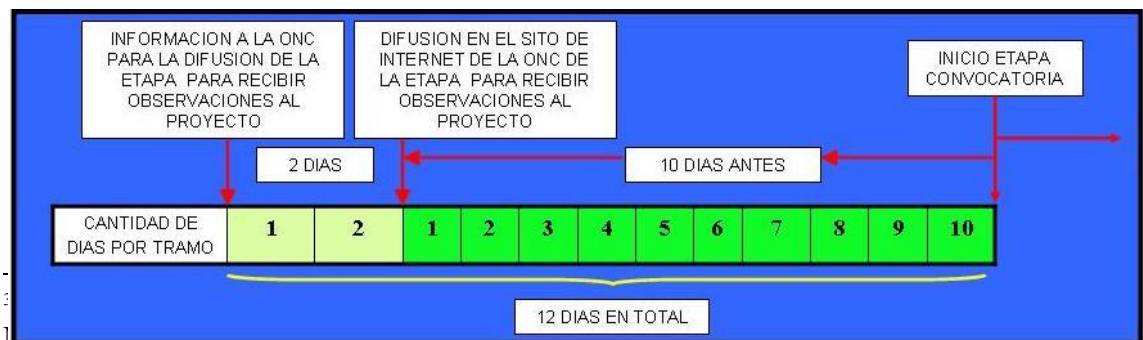 INFORMACION A LA ONC
PARA LA DIFUSION DE LA
ETAPA PARA RECIBIR
OBSERVACIONES AL
PROYECTO
DIFUSION EN EL SITO DE
INTERNET DE LA ONC DE
LA ETAPA PARA RECIBIR
OBSERVACIONES AL
PROYECTO
INICIO ETAPA
CONVOCATORIA
2 DIAS
10 DIAS ANTES
CANTIDAD DE
DIAS POR TRAMO
1 2 1 2 3 4 5 6 7 8 9 10
12 DIAS EN TOTAL